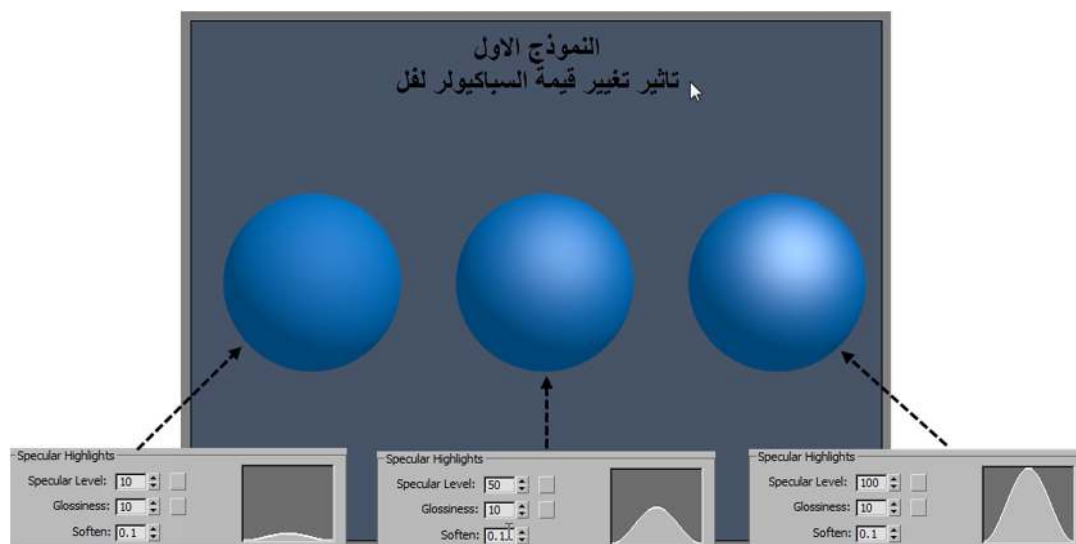 النموذج الاول
تاثير تغيير قيمة السباكيولر لفل
Specular Highlights
Specular Level: 10
Glossiness: 10
Soften: 0.1
Specular Highlights
Specular Level: 50
Glossiness: 10
Soften: 0.1
Specular Highlights
Specular Level: 100
Glossiness: 10
Soften: 0.1